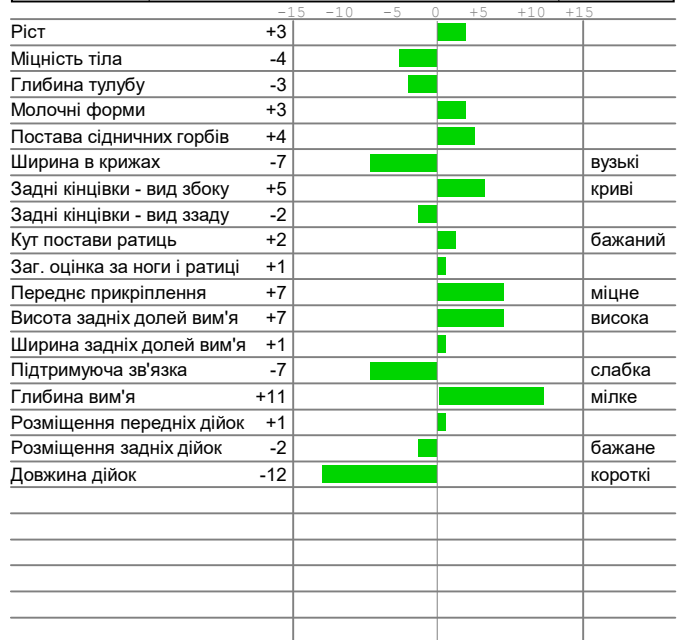 -15 -10 -5 0 +5 +10 +15
Ріст +3
Міцність тіла -4
Глибина тулубу -3
Молочні форми +3
Постава сідничних горбів +4
Ширина в крижах -7 вузькі
Задні кінцівки - вид збоку +5 криві
Задні кінцівки - вид ззаду -2
Кут постави ратиць +2 бажаний
Заг. оцінка за ноги і ратиці +1
Переднє прикріплення +7 міцне
Висота задніх долей вим'я +7 висока
Ширина задніх долей вим'я +1
Підтримуюча зв'язка -7 слабка
Глибина вим'я +11 мілке
Розміщення передніх дійок +1
Розміщення задніх дійок -2 бажане
Довжина дійок -12 короткі